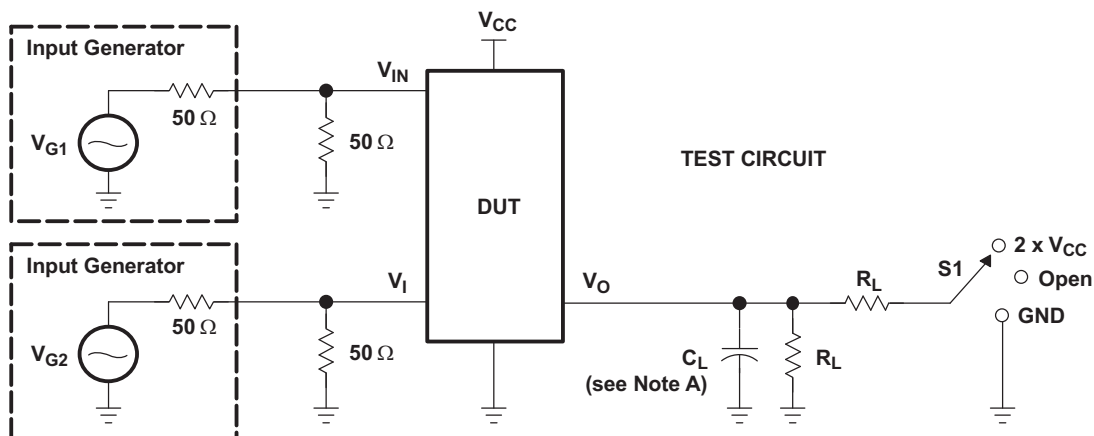 Input Generator
V_CC
V_IN
50 Ω
V_G1
50 Ω
TEST CIRCUIT
DUT
Input Generator
V_I
V_O
50 Ω
V_G2
50 Ω
R_L
S1
2 x V_CC
Open
GND
C_L
(see Note A)
R_L